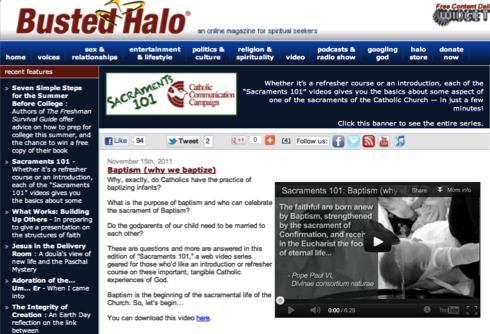 Busted Halo®
an online magazine for spiritual seekers
Free Content Daily
WIDGET
home
voices
sex & relationships
entertainment & lifestyle
politics & culture
religion & spirituality
video
podcasts & radio show
googling god
halo store
donate now
recent features
Seven Simple Steps
for the Summer
Before College :
Authors of The Freshman
Survival Guide offer
advice on how to prep for
college this summer, and
the chance to win a free
copy of their book
Sacraments 101 -
Whether it's a refresher
course or an introduction,
each of the "Sacraments
101" videos gives you
the basics about some
What Works: Building
Up Others - In preparing
to give a presentation on
the structures of faith
Jesus in the Delivery
Room : A doula's view of
new life and the Paschal
Mystery
Adoration of the...
Um... Er - When I came
into
The Integrity of
Creation : An Earth Day
reflection on the link
between
SACRAMENTS
101
Catholic
Communication
Campaign
Whether it's a refresher course or an introduction, each of the
"Sacraments 101" videos gives you the basics about some aspect of
one of the sacraments of the Catholic Church — in just a few
minutes!
Click this banner to see the entire series.
Like 94
Tweet 2
+1 0
(4) Follow us:
November 15th, 2011
Baptism (why we baptize)
Why, exactly, do Catholics have the practice of
baptizing infants?
What is the purpose of baptism and who can celebrate
the sacrament of Baptism?
Do the godparents of our child need to be married to
each other?
These are questions and more are answered in this
edition of "Sacraments 101," a web video series
geared for those who'd like an introduction or refresher
course on these important, tangible Catholic
experiences of God.
Baptism is the beginning of the sacramental life of the
Church. So, let's begin...
You can download this video here.
Sacraments 101: Baptism (why
Share
More info
The faithful are born anew
by Baptism, strengthened
by the sacrament of
Confirmation, and receive
in the Eucharist the food
of eternal life...
- Pope Paul VI,
Divinae consortium naturae
0:00 / 6:29
YouTube